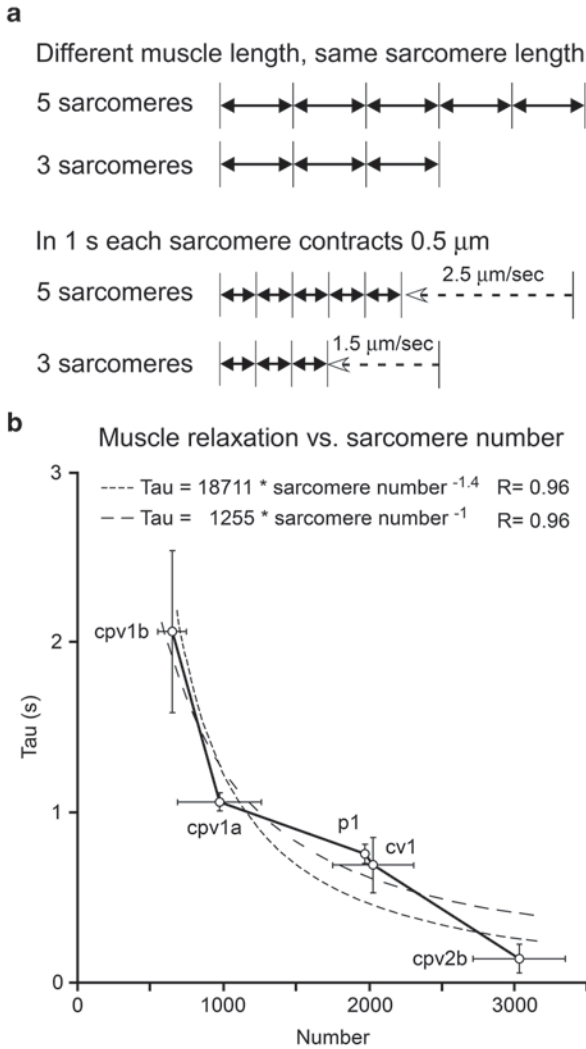 a
Different muscle length, same sarcomere length
5 sarcomeres
3 sarcomeres
In 1 s each sarcomere contracts 0.5 μm
5 sarcomeres
2.5 μm/sec
3 sarcomeres
1.5 μm/sec
b
Muscle relaxation vs. sarcomere number
Tau = 18711 * sarcomere number -1.4 R= 0.96
Tau = 1255 * sarcomere number -1 R= 0.96
3
2
1
0
Tau (s)
cpv1b
cpv1a
p1
cv1
cpv2b
0
1000
2000
3000
Number